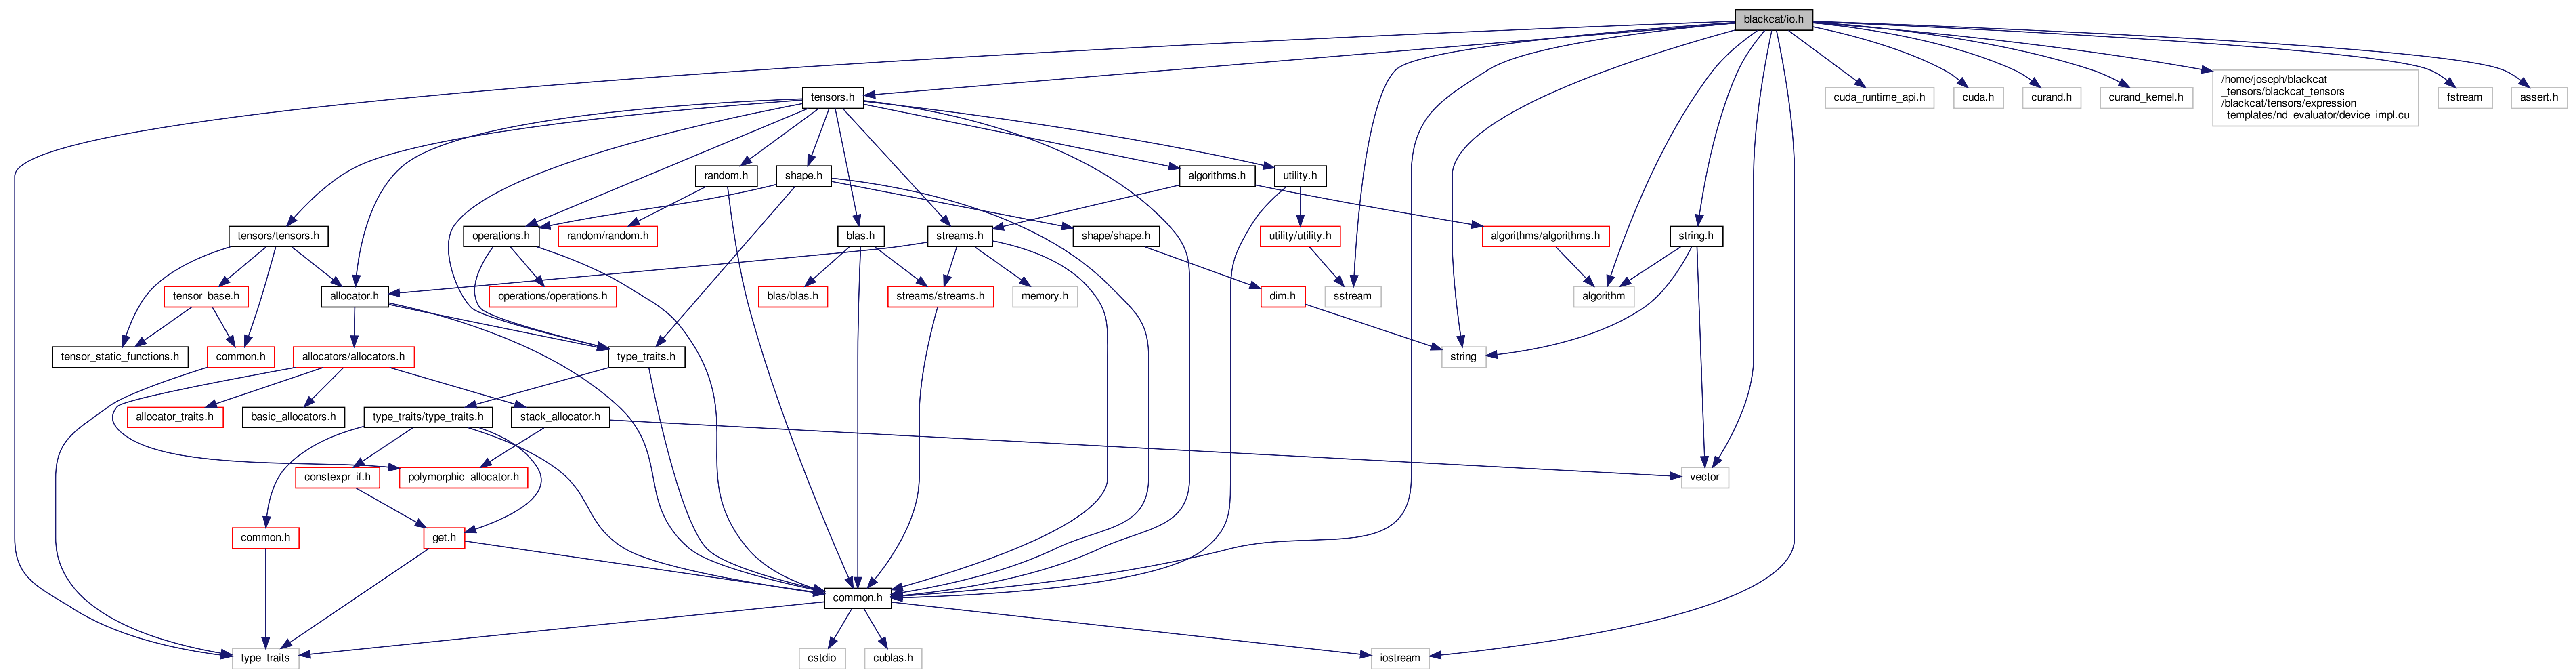 blackcat/io.h
tensors.h
cuda_runtime_api.h
cuda.h
curand.h
curand_kernel.h
/home/joseph/blackcat
_tensors/blackcat_tensors
/blackcat/tensors/expression
_templates/nd_evaluator/device_impl.cu
fstream
assert.h
random.h
shape.h
algorithms.h
utility.h
tensors/tensors.h
operations.h
random/random.h
blas.h
streams.h
shape/shape.h
utility/utility.h
algorithms/algorithms.h
string.h
tensor_base.h
allocator.h
operations/operations.h
blas/blas.h
streams/streams.h
memory.h
dim.h
sstream
algorithm
tensor_static_functions.h
common.h
allocators/allocators.h
type_traits.h
string
allocator_traits.h
basic_allocators.h
type_traits/type_traits.h
stack_allocator.h
constexpr_if.h
polymorphic_allocator.h
vector
common.h
get.h
common.h
type_traits
cstdio
cublas.h
iostream